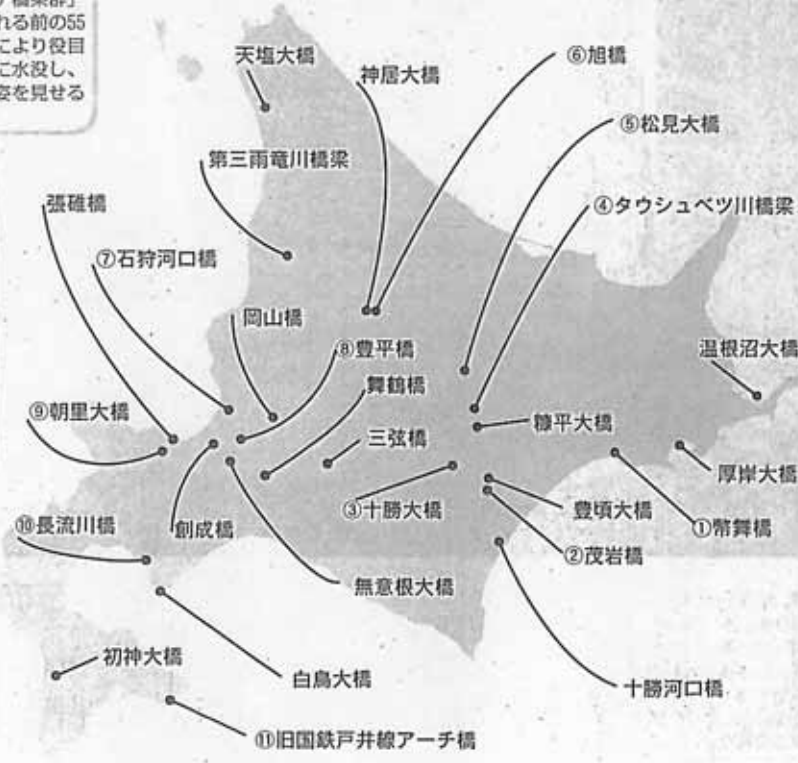 橋梁群」
れる前の55
により役目
に水没し、
姿を見せる
天塩大橋
神居大橋
⑥旭橋
⑤松見大橋
第三雨竜川橋梁
張碓橋
④タウシュベツ川橋梁
⑦石狩河口橋
岡山橋
⑧豊平橋
温根沼大橋
舞鶴橋
⑨朝里大橋
糠平大橋
三弦橋
厚岸大橋
③十勝大橋
豊頃大橋
⑩長流川橋
創成橋
①幣舞橋
②茂岩橋
無意根大橋
初神大橋
白鳥大橋
十勝河口橋
⑪旧国鉄戸井線アーチ橋